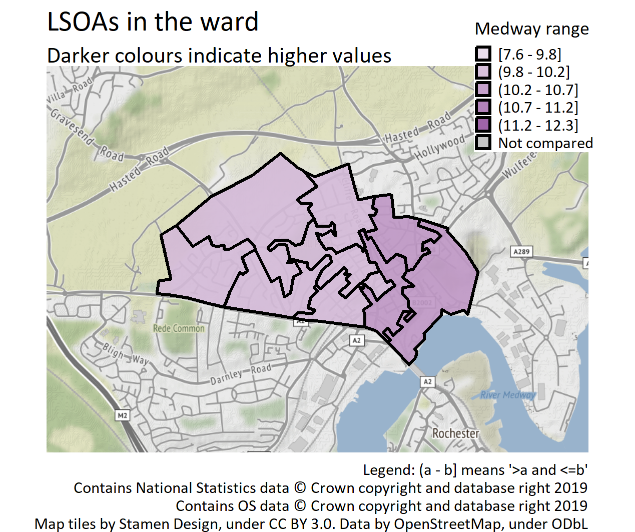 LSOAs in the ward
Darker colours indicate higher values
Medway range
[7.6 - 9.8]
(9.8 - 10.2]
(10.2 - 10.7]
(10.7 - 11.2]
(11.2 - 12.3]
Not compared
Villa Road
Gravesend Road
Hasted Road
Hasted Road
Hollywood
Wulfere
A289
Rede Common
A2
Bligh Way
Darnley Road
A2
M2
River Medway
Rochester
Legend: (a - b] means '>a and <=b'
Contains National Statistics data © Crown copyright and database right 2019
Contains OS data © Crown copyright and database right 2019
Map tiles by Stamen Design, under CC BY 3.0. Data by OpenStreetMap, under ODbL